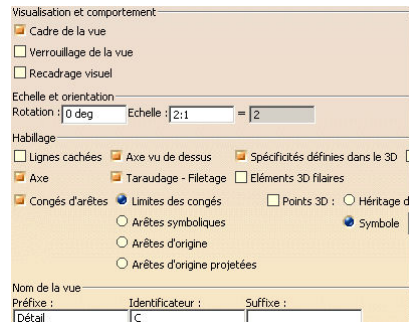 Visualisation et comportement
Cadre de la vue
Verrouillage de la vue
Recadrage visuel
Echelle et orientation
Rotation : 0 deg Echelle : 2:1 = 2
Habillage
Lignes cachées Axe vu de dessus Spécificités définies dans le 3D
Axe Taraudage - Filetage Eléments 3D filaires
Congés d'arêtes Limites des congés Points 3D : Héritage d
Arêtes symboliques Symbole
Arêtes d'origine
Arêtes d'origine projetées
Nom de la vue
Préfixe : Identificateur : Suffixe :
Détail C